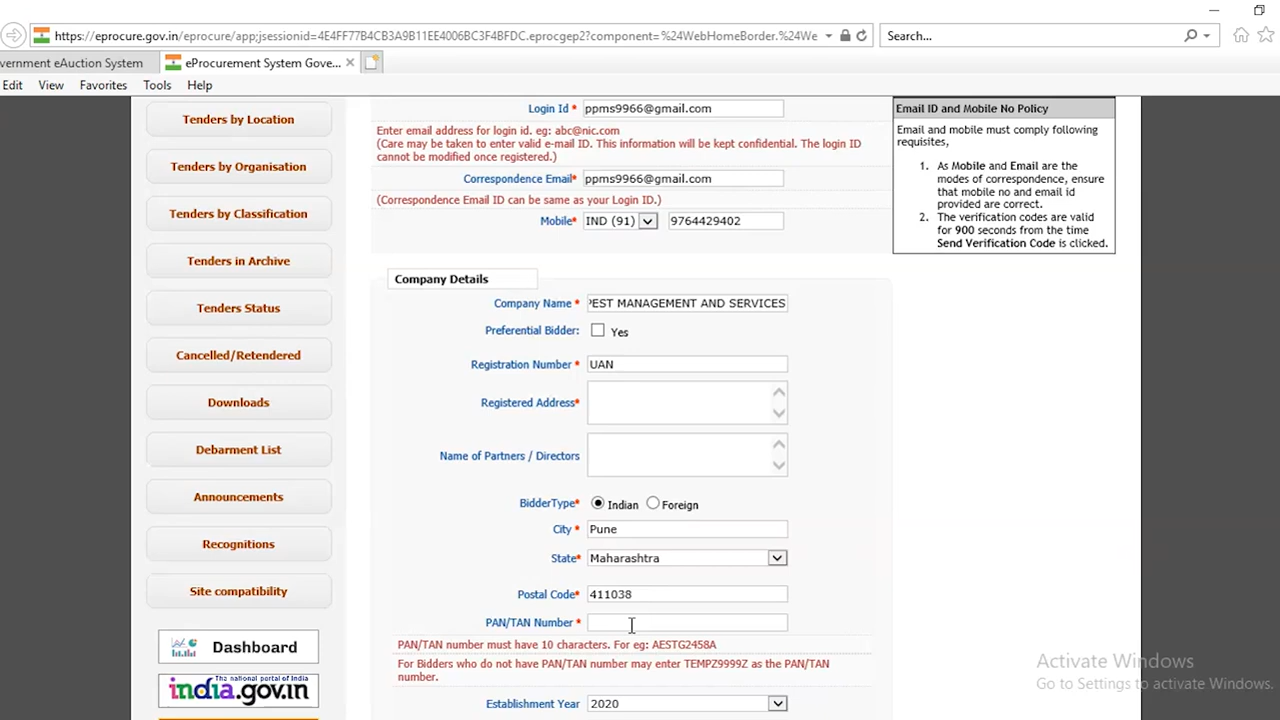 https://eprocure.gov.in/eprocure/app;jsessionid=4E4FF77B4CB3A9B11EE4006BC3F4BFDC.eprocgep2?component=%24WebHomeBorder.%24We
Search...
vernment eAuction System
eProcurement System Gove...
Edit View Favorites Tools Help
Tenders by Location
Tenders by Organisation
Tenders by Classification
Tenders in Archive
Tenders Status
Cancelled/Retendered
Downloads
Debarment List
Announcements
Recognitions
Site compatibility
Dashboard
THE NATIONAL PORTAL OF INDIA
india.gov.in
Login Id * ppms9966@gmail.com
Enter email address for login id. eg: abc@nic.com
(Care may be taken to enter valid e-mail ID. This information will be kept confidential. The login ID
cannot be modified once registered.)
Correspondence Email* ppms9966@gmail.com
(Correspondence Email ID can be same as your Login ID.)
Mobile* IND (91) 9764429402
Company Details
Company Name * PEST MANAGEMENT AND SERVICES
Preferential Bidder: Yes
Registration Number * UAN
Registered Address*
Name of Partners / Directors
BidderType* Indian Foreign
City * Pune
State* Maharashtra
Postal Code* 411038
PAN/TAN Number *
PAN/TAN number must have 10 characters. For eg: AESTG2458A
For Bidders who do not have PAN/TAN number may enter TEMPZ9999Z as the PAN/TAN
number.
Establishment Year 2020
Email ID and Mobile No Policy
Email and mobile must comply following
requisites,
1. As Mobile and Email are the
modes of correspondence, ensure
that mobile no and email id
provided are correct.
2. The verification codes are valid
for 900 seconds from the time
Send Verification Code is clicked.
Activate Windows
Go to Settings to activate Windows.